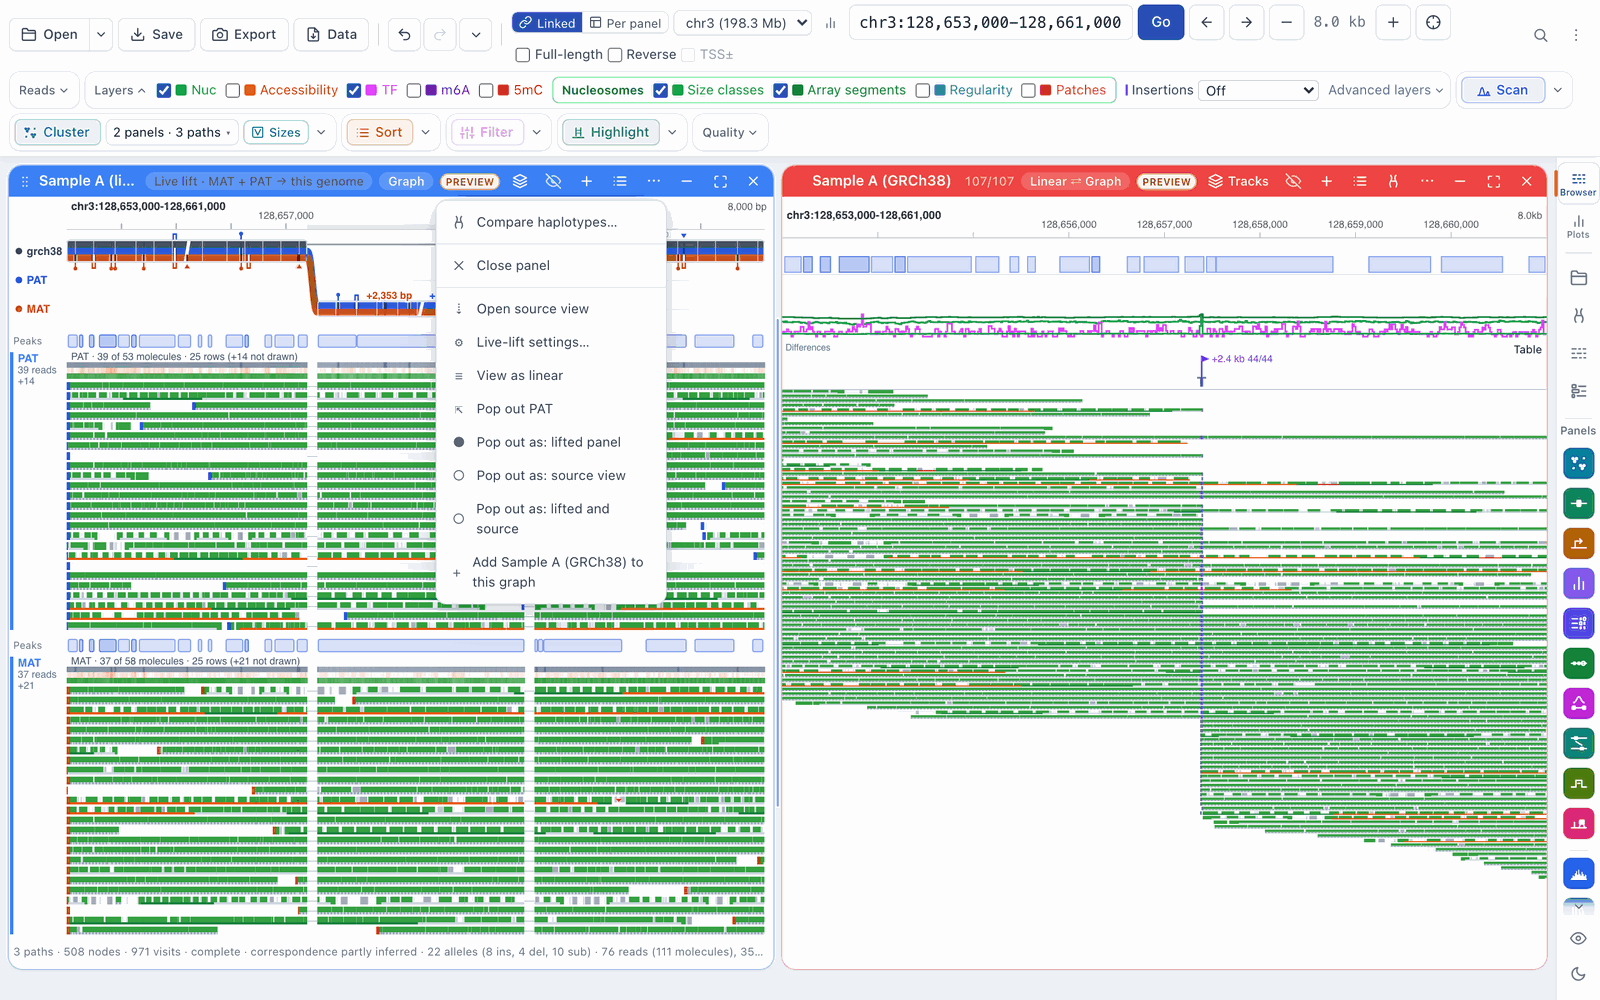 Open
Save
Export
Data
Linked
Per panel
chr3 (198.3 Mb)
chr3:128,653,000–128,661,000
Go
8.0 kb
Full-length
Reverse
TSS±
Reads
Layers
Nuc
Accessibility
TF
m6A
5mC
Nucleosomes
Size classes
Array segments
Regularity
Patches
Insertions
Off
Advanced layers
Scan
Cluster
2 panels · 3 paths
Sizes
Sort
Filter
Highlight
Quality
Sample A (li...
Live lift · MAT + PAT → this genome
Graph
PREVIEW
chr3:128,653,000-128,661,000
128,657,000
8,000 bp
grch38
PAT
MAT
+2,353 bp
Peaks
PAT
39 reads
+14
PAT · 39 of 53 molecules · 25 rows (+14 not drawn)
Peaks
MAT
37 reads
+21
MAT · 37 of 58 molecules · 25 rows (+21 not drawn)
3 paths · 508 nodes · 971 visits · complete · correspondence partly inferred · 22 alleles (8 ins, 4 del, 10 sub) · 76 reads (111 molecules), 35...
Compare haplotypes...
Close panel
Open source view
Live-lift settings...
View as linear
Pop out PAT
Pop out as: lifted panel
Pop out as: source view
Pop out as: lifted and
source
Add Sample A (GRCh38) to
this graph
Sample A (GRCh38)
107/107
Linear ⇌ Graph
PREVIEW
Tracks
chr3:128,653,000-128,661,000
8.0kb
128,656,000
128,657,000
128,658,000
128,659,000
128,660,000
Differences
Table
+2.4 kb 44/44
Browser
Plots
Panels